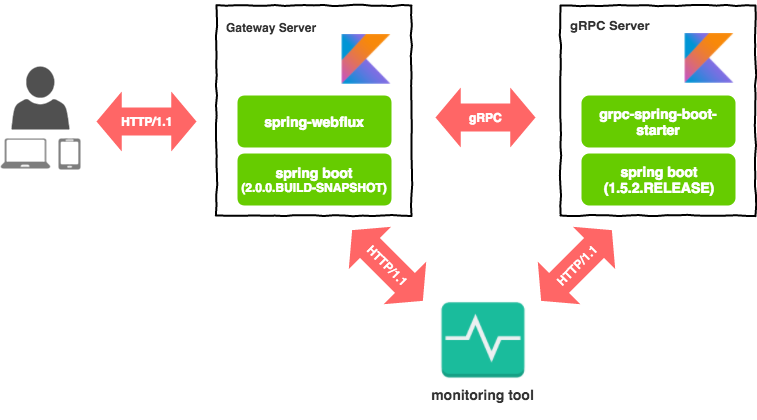 Gateway Server
gRPC Server
HTTP/1.1
spring-webflux
gRPC
grpc-spring-boot-
starter
spring boot
(2.0.0.BUILD-SNAPSHOT)
spring boot
(1.5.2.RELEASE)
HTTP/1.1
HTTP/1.1
monitoring tool